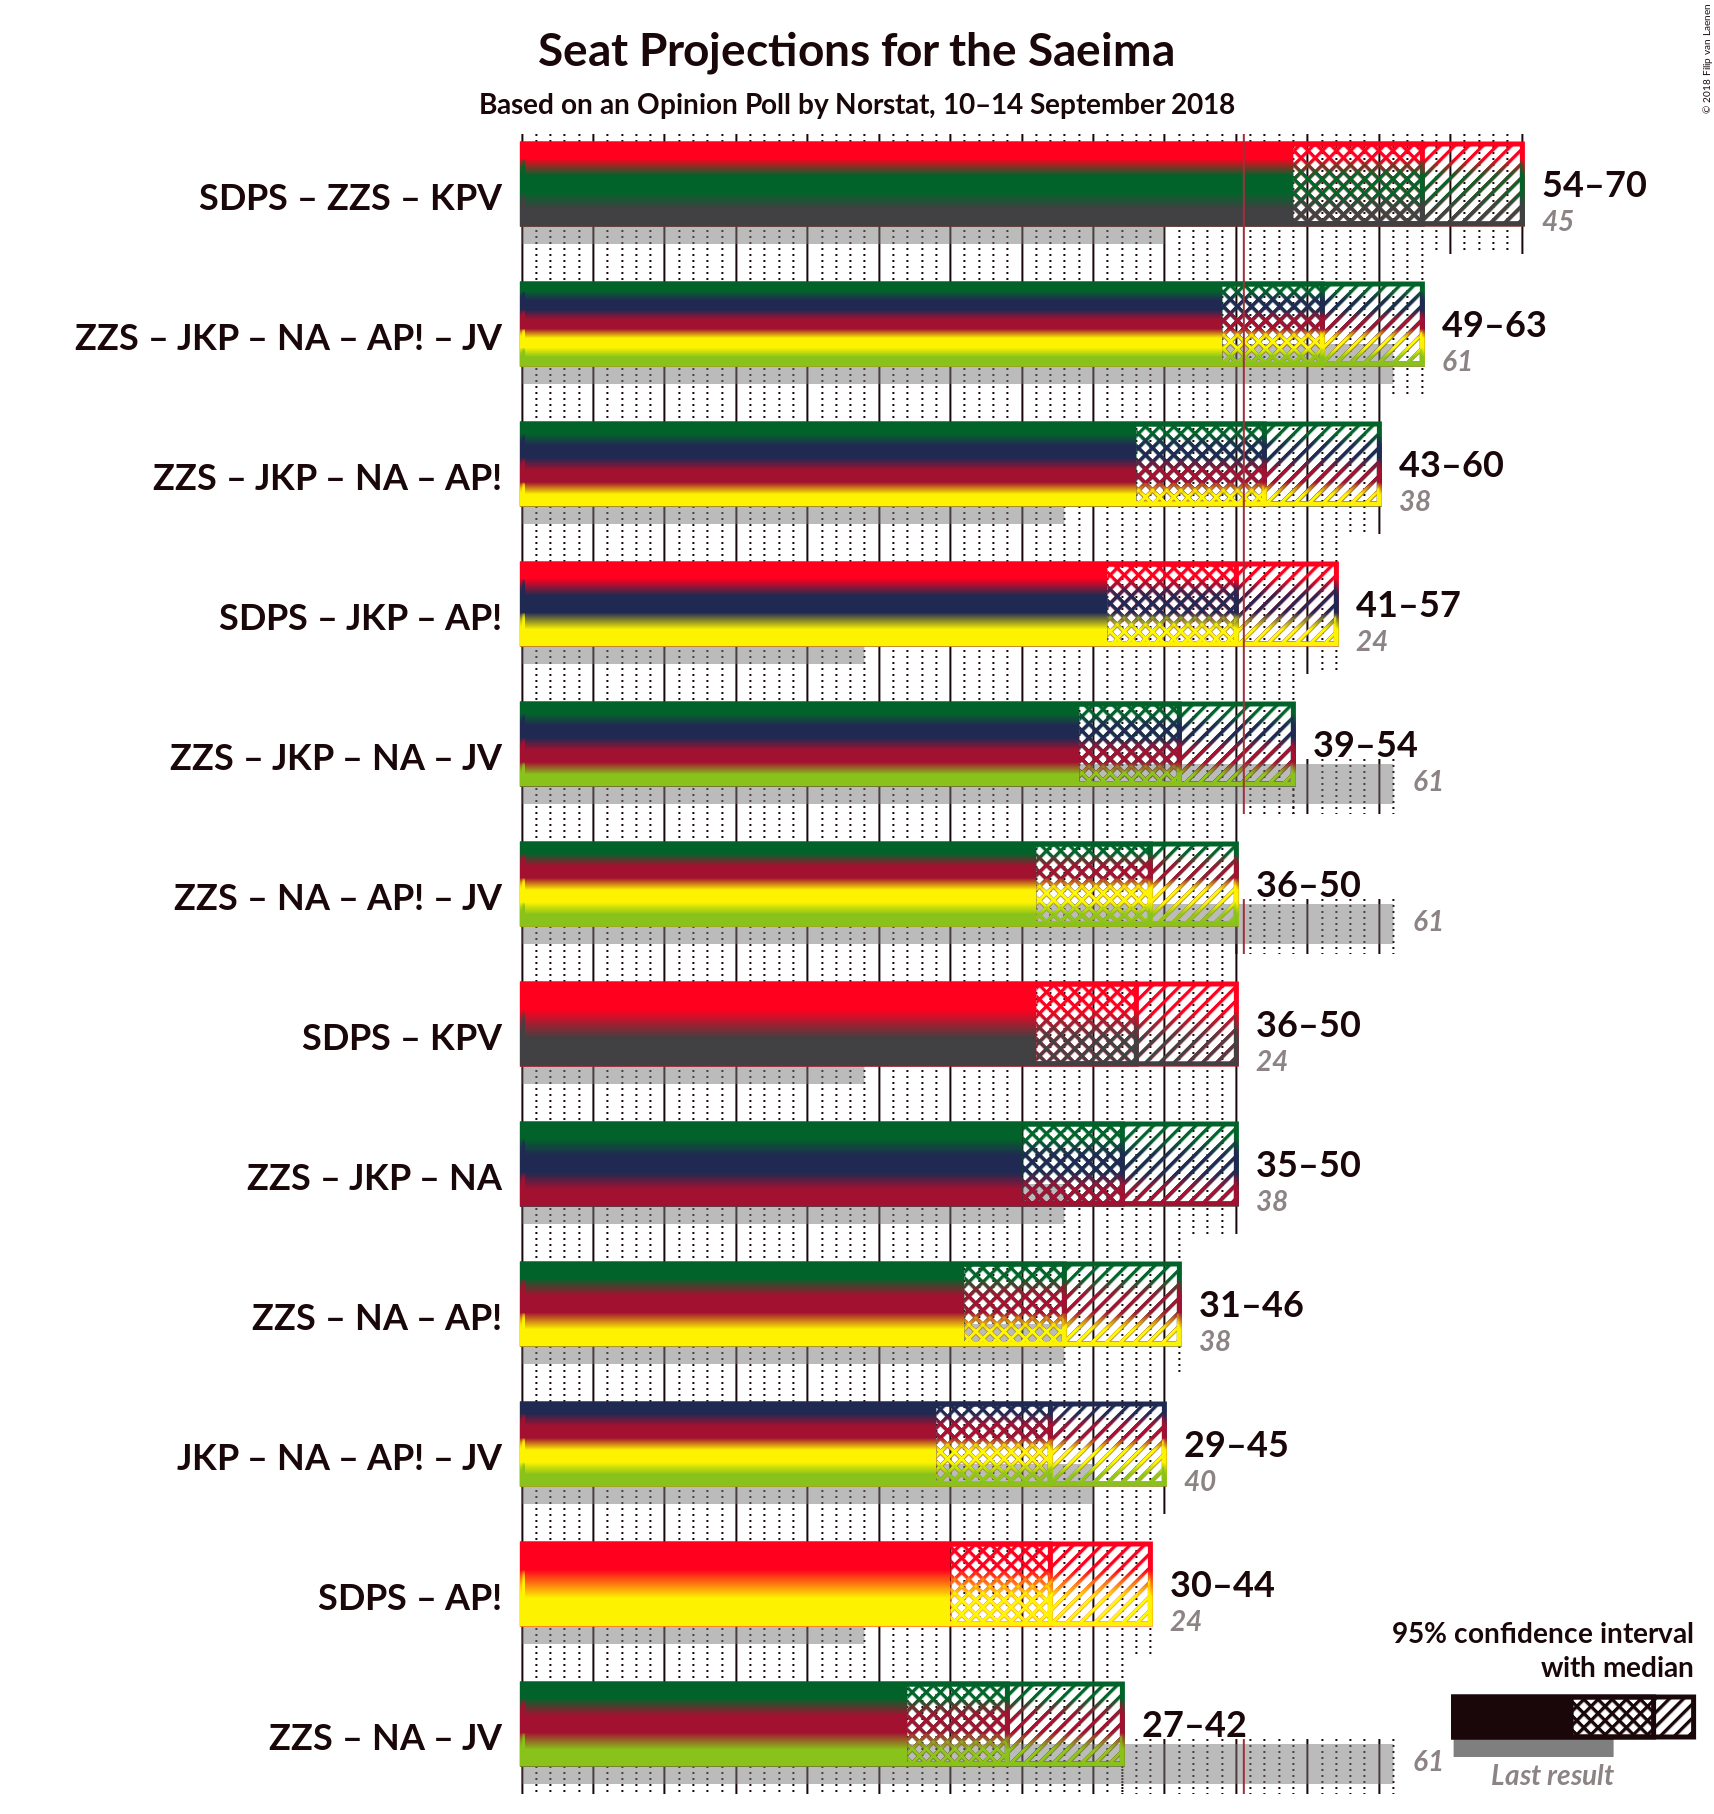 Seat Projections for the Saeima
Based on an Opinion Poll by Norstat, 10–14 September 2018
© 2018 Filip van Laenen
SDPS – ZZS – KPV
54–70
45
ZZS – JKP – NA – AP! – JV
49–63
61
ZZS – JKP – NA – AP!
43–60
38
SDPS – JKP – AP!
41–57
24
ZZS – JKP – NA – JV
39–54
61
ZZS – NA – AP! – JV
36–50
61
SDPS – KPV
36–50
24
ZZS – JKP – NA
35–50
38
ZZS – NA – AP!
31–46
38
JKP – NA – AP! – JV
29–45
40
SDPS – AP!
30–44
24
ZZS – NA – JV
27–42
61
95% confidence interval
with median
Last result